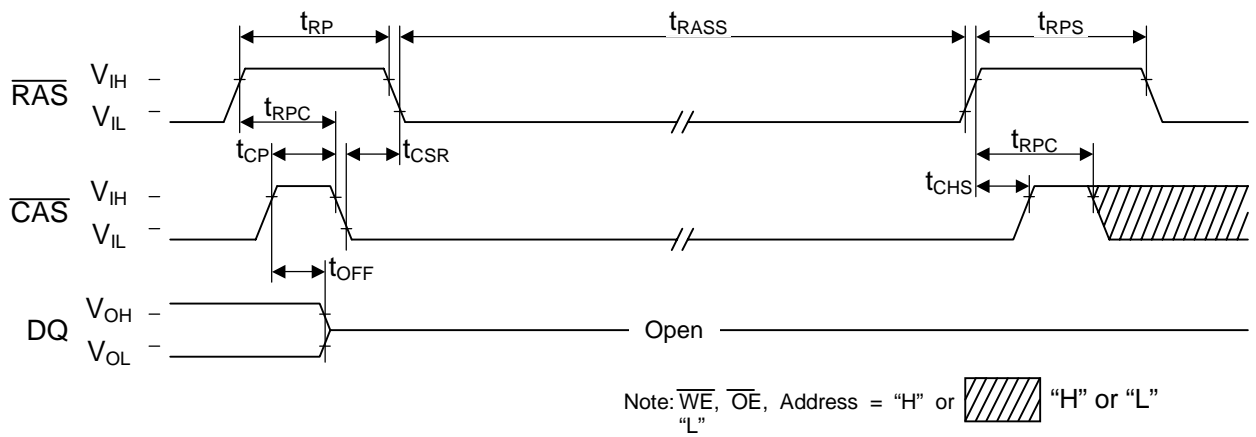 tRP
tRASS
tRPS
RAS
VIH
VIL
tRPC
tCP
tCSR
tRPC
tCHS
CAS
VIH
VIL
tOFF
DQ
VOH
VOL
Open
Note: WE, OE, Address = “H” or “L”
“H” or “L”